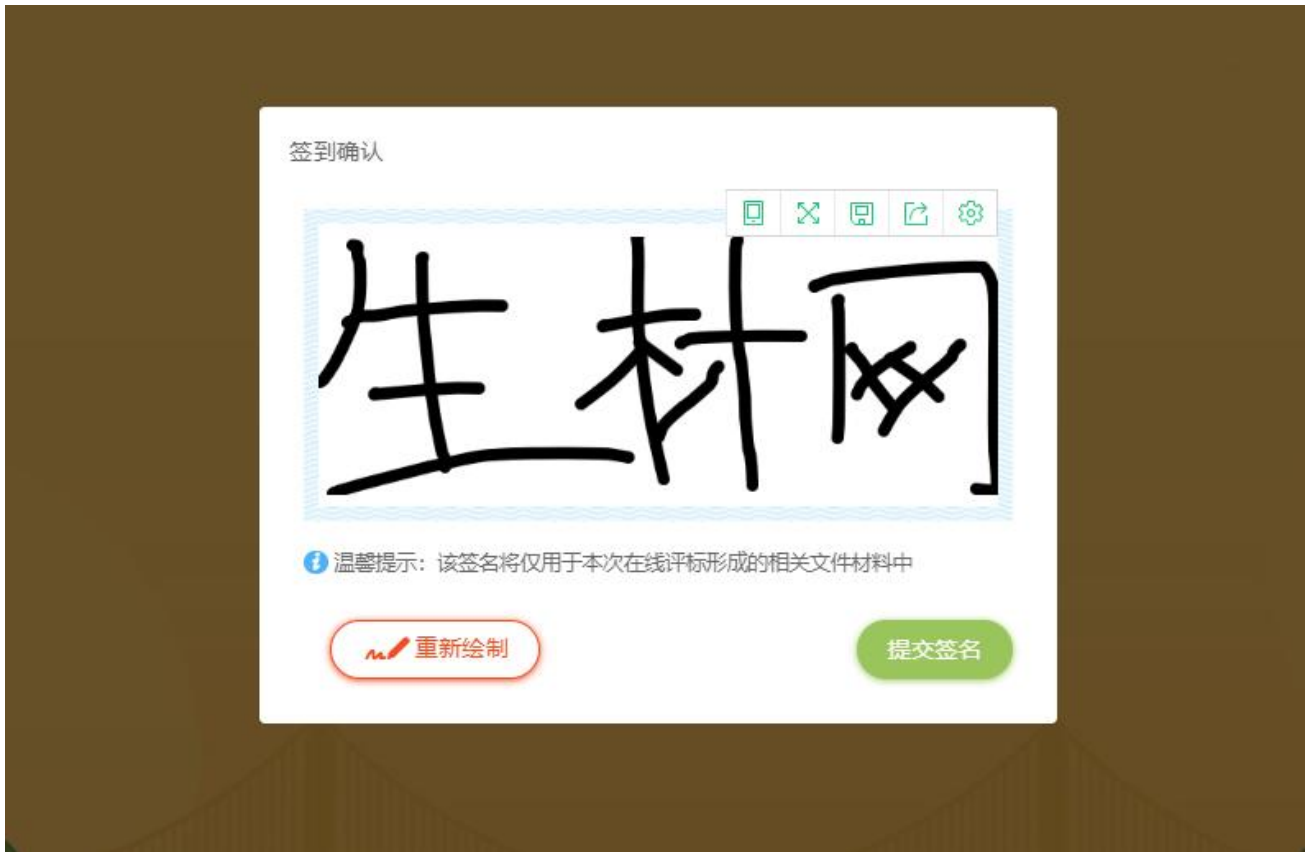 签到确认
生材网
温馨提示：该签名将仅用于本次在线评标形成的相关文件材料中
重新绘制
提交签名